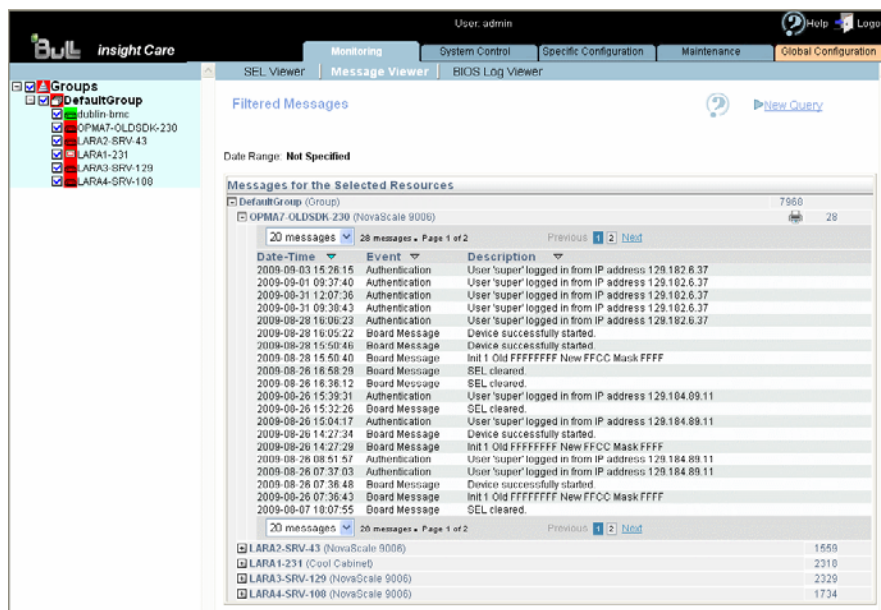 User: admin
Help Logo
Bull insight Care
Monitoring System Control Specific Configuration Maintenance Global Configuration
SEL Viewer Message Viewer BIOS Log Viewer
Groups
DefaultGroup
dublin-bmc
OPMA7-OLDSDK-230
LARA2-SRV-43
LARA1-231
LARA3-SRV-129
LARA4-SRV-108
Filtered Messages ? New Query
Date Range: Not Specified
Messages for the Selected Resources
DefaultGroup (Group) 7968
OPMA7-OLDSDK-230 (NovaScale 9006) 28
20 messages 28 messages. Page 1 of 2 Previous 1 2 Next
Date-Time Event Description
2009-09-03 15:26:15 Authentication User 'super' logged in from IP address 129.182.6.37
2009-09-01 09:37:40 Authentication User 'super' logged in from IP address 129.182.6.37
2009-08-31 12:07:36 Authentication User 'super' logged in from IP address 129.182.6.37
2009-08-31 09:38:43 Authentication User 'super' logged in from IP address 129.182.6.37
2009-08-28 16:06:23 Authentication User 'super' logged in from IP address 129.182.6.37
2009-08-28 16:05:22 Board Message Device successfully started.
2009-08-28 15:50:46 Board Message Device successfully started.
2009-08-28 15:50:40 Board Message Init 1 Old FFFFFFFF New FFCC Mask FFFF
2009-08-26 16:58:29 Board Message SEL cleared.
2009-08-26 16:36:12 Board Message SEL cleared.
2009-08-26 15:39:31 Authentication User 'super' logged in from IP address 129.184.89.11
2009-08-26 15:32:26 Board Message SEL cleared.
2009-08-26 15:04:17 Authentication User 'super' logged in from IP address 129.184.89.11
2009-08-26 14:27:34 Board Message Device successfully started.
2009-08-26 14:27:29 Board Message Init 1 Old FFFFFFFF New FFCC Mask FFFF
2009-08-26 08:51:57 Authentication User 'super' logged in from IP address 129.184.89.11
2009-08-26 07:37:03 Authentication User 'super' logged in from IP address 129.184.89.11
2009-08-26 07:36:48 Board Message Device successfully started.
2009-08-26 07:36:43 Board Message Init 1 Old FFFFFFFF New FFCC Mask FFFF
2009-08-07 18:07:55 Board Message SEL cleared.
20 messages 28 messages. Page 1 of 2 Previous 1 2 Next
LARA2-SRV-43 (NovaScale 9006) 1559
LARA1-231 (Cool Cabinet) 2318
LARA3-SRV-129 (NovaScale 9006) 2329
LARA4-SRV-108 (NovaScale 9006) 1734